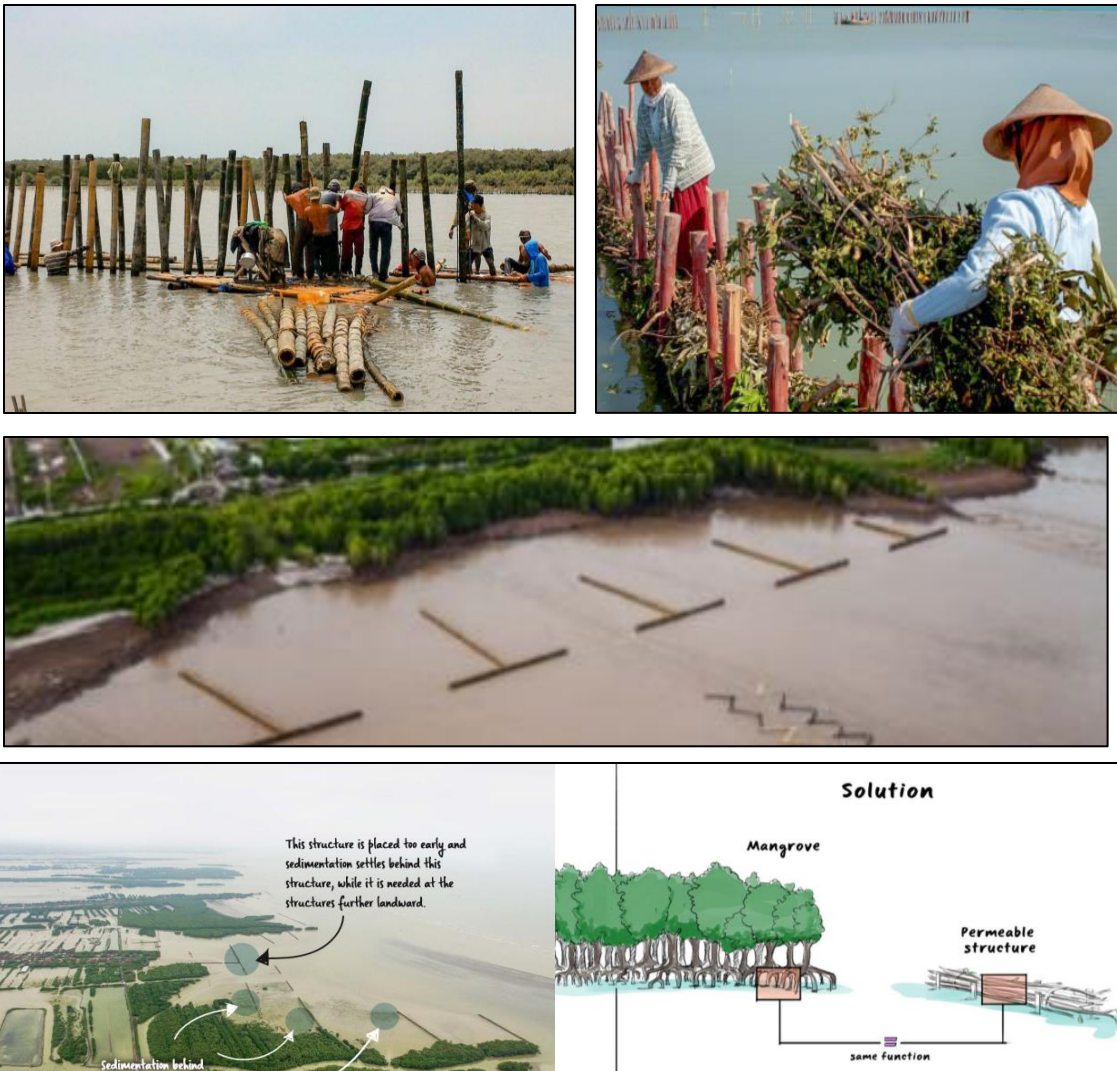 This structure is placed too early and
sedimentation settles behind this
structure, while it is needed at the
structures further landward.
Sedimentation behind
Solution
Mangrove
Permeable
structure
=
same function